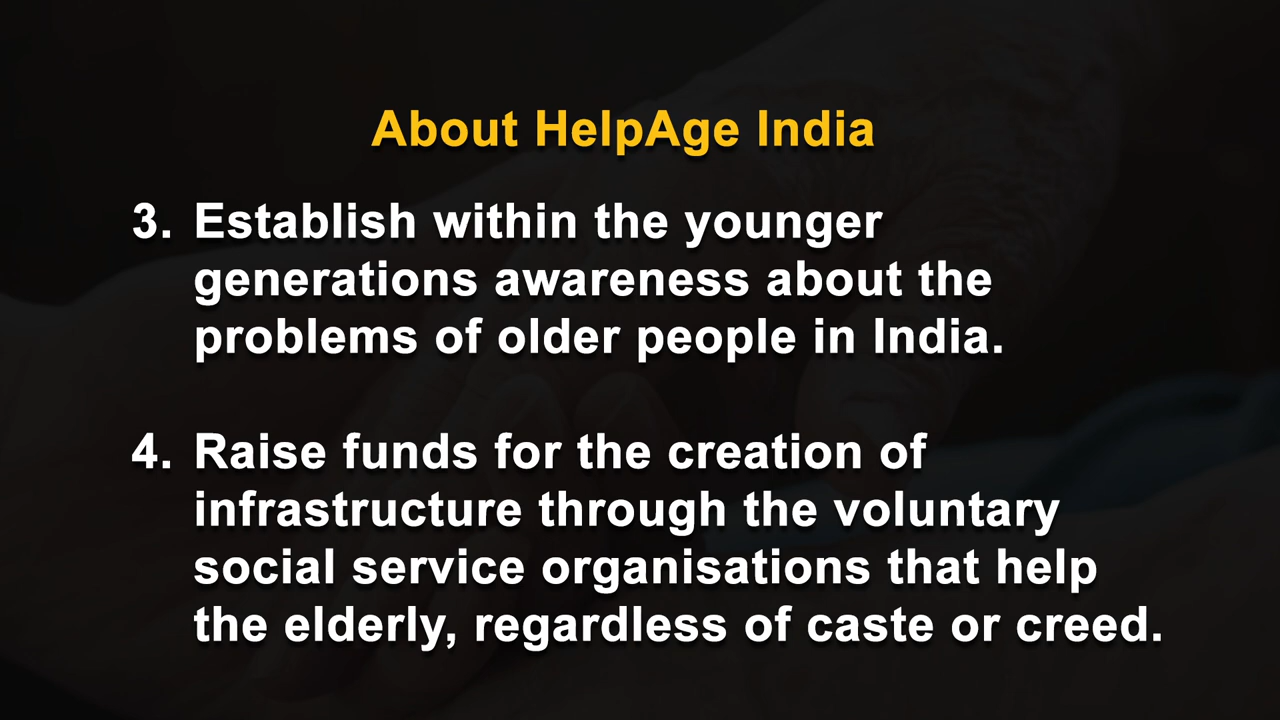 About HelpAge India
3. Establish within the younger
generations awareness about the
problems of older people in India.
4. Raise funds for the creation of
infrastructure through the voluntary
social service organisations that help
the elderly, regardless of caste or creed.